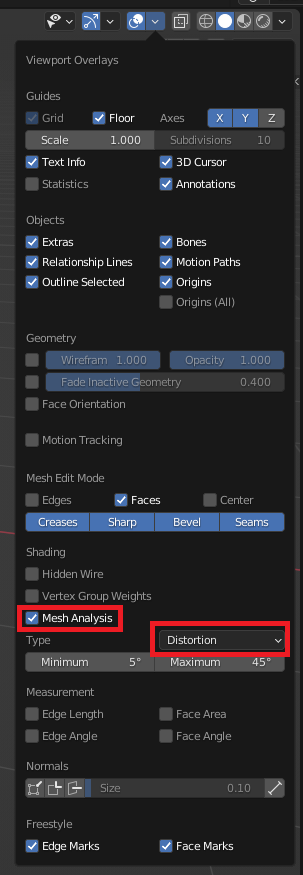 Viewport Overlays
Guides
Grid Floor Axes X Y Z
Scale 1.000 Subdivisions 10
Text Info 3D Cursor
Statistics Annotations
Objects
Extras Bones
Relationship Lines Motion Paths
Outline Selected Origins
Origins (All)
Geometry
Wirefram 1.000 Opacity 1.000
Fade Inactive Geometry 0.400
Face Orientation
Motion Tracking
Mesh Edit Mode
Edges Faces Center
Creases Sharp Bevel Seams
Shading
Hidden Wire
Vertex Group Weights
Mesh Analysis
Type Distortion
Minimum 5° Maximum 45°
Measurement
Edge Length Face Area
Edge Angle Face Angle
Normals
Size 0.10
Freestyle
Edge Marks Face Marks